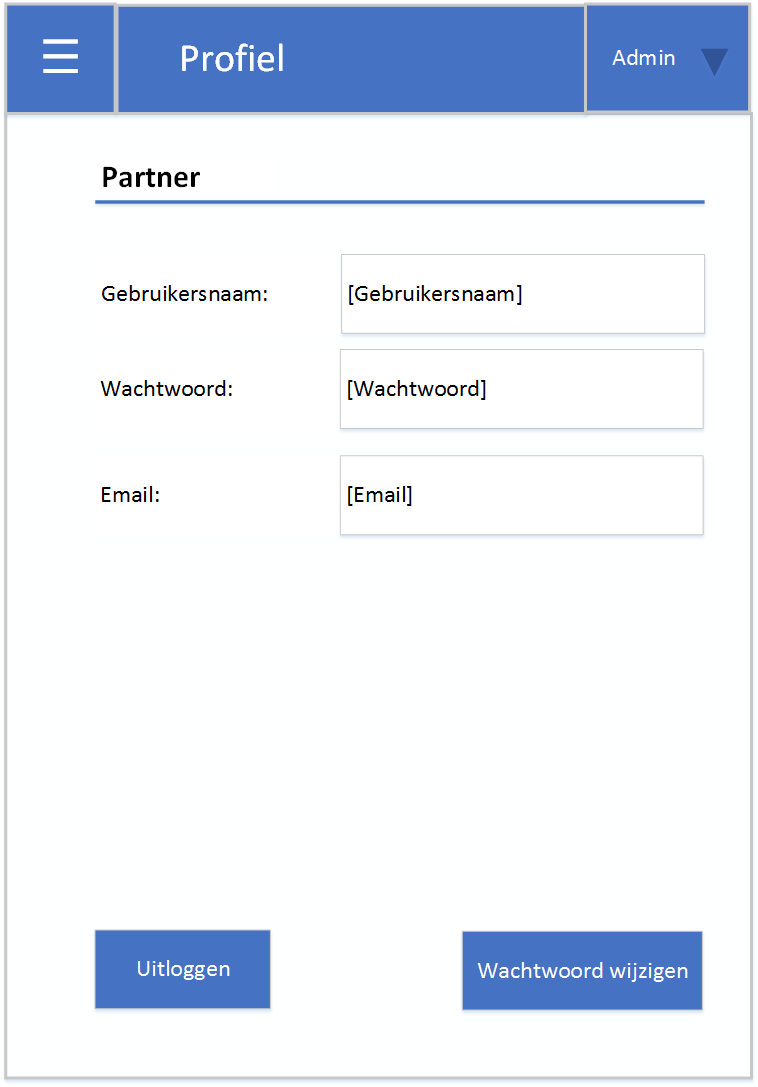 Profiel
Admin
Partner
Gebruikersnaam:
[Gebruikersnaam]
Wachtwoord:
[Wachtwoord]
Email:
[Email]
Uitloggen
Wachtwoord wijzigen